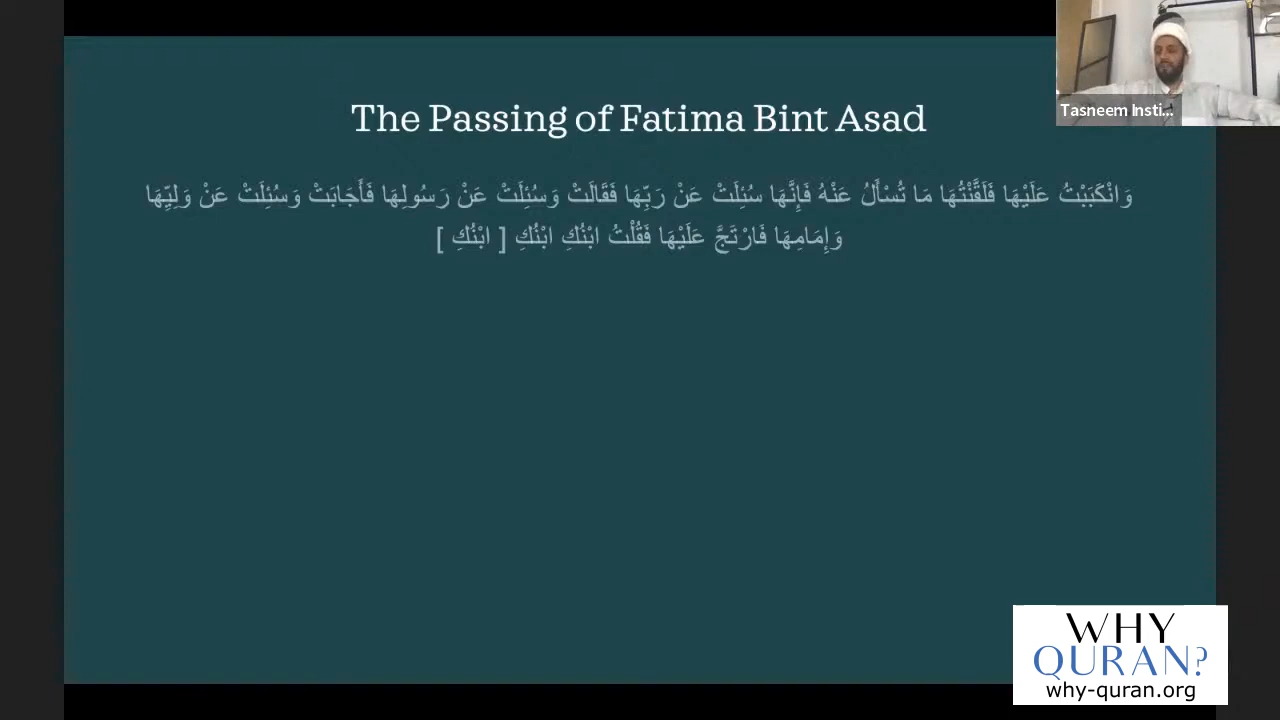 Tasneem Insti...
The Passing of Fatima Bint Asad
وَانْكَبَبْتُ عَلَيْهَا فَلَقَّنْتُهَا مَا تُسْأَلُ عَنْهُ فَإِنَّهَا سُئِلَتْ عَنْ رَبِّهَا فَقَالَتْ وَسُئِلَتْ عَنْ رَسُولِهَا فَأَجَابَتْ وَسُئِلَتْ عَنْ وَلِيِّهَا
وَإِمَامِهَا فَارْتَجَّ عَلَيْهَا فَقُلْتُ ابْنُكِ ابْنُكِ [ ابْنُكِ ]
WHY
QURAN?
why-quran.org